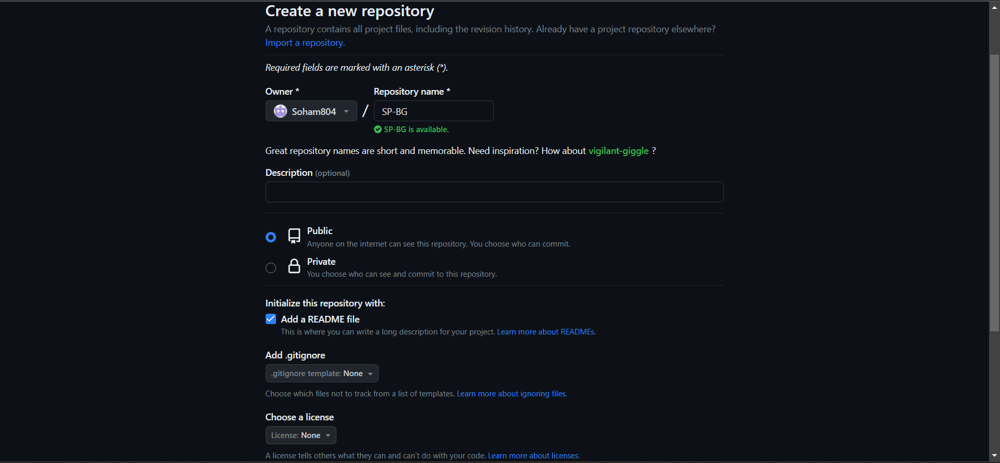 Create a new repository
A repository contains all project files, including the revision history. Already have a project repository elsewhere?
Import a repository.
Required fields are marked with an asterisk (*).
Owner * Repository name *
Soham804 / SP-BG
SP-BG is available.
Great repository names are short and memorable. Need inspiration? How about vigilant-giggle ?
Description (optional)
Public
Anyone on the internet can see this repository. You choose who can commit.
Private
You choose who can see and commit to this repository.
Initialize this repository with:
Add a README file
This is where you can write a long description for your project. Learn more about READMEs.
Add .gitignore
.gitignore template: None
Choose which files not to track from a list of templates. Learn more about ignoring files.
Choose a license
License: None
A license tells others what they can and can't do with your code. Learn more about licenses.